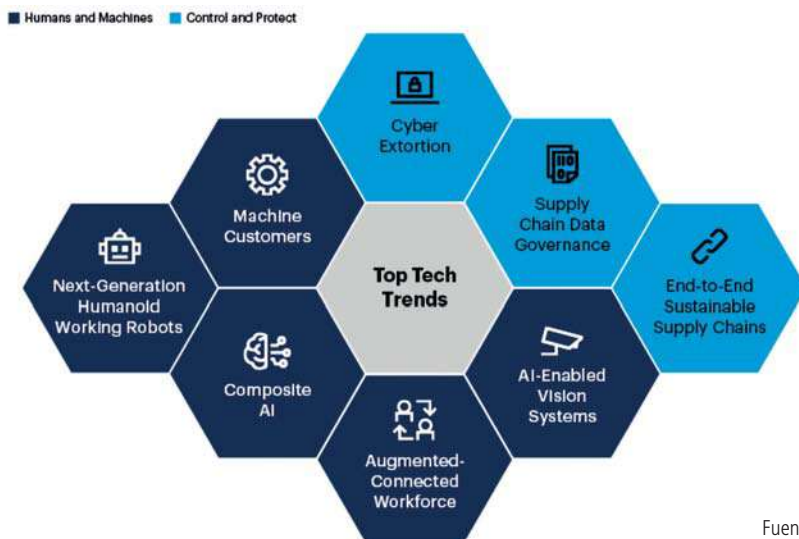 Humans and Machines
Control and Protect
Cyber
Extortion
Machine
Customers
Supply
Chain Data
Governance
Next-Generation
Humanoid
Working Robots
Top Tech
Trends
End-to-End
Sustainable
Supply Chains
Composite
AI
AI-Enabled
Vision
Systems
Augmented-
Connected
Workforce
Fuen